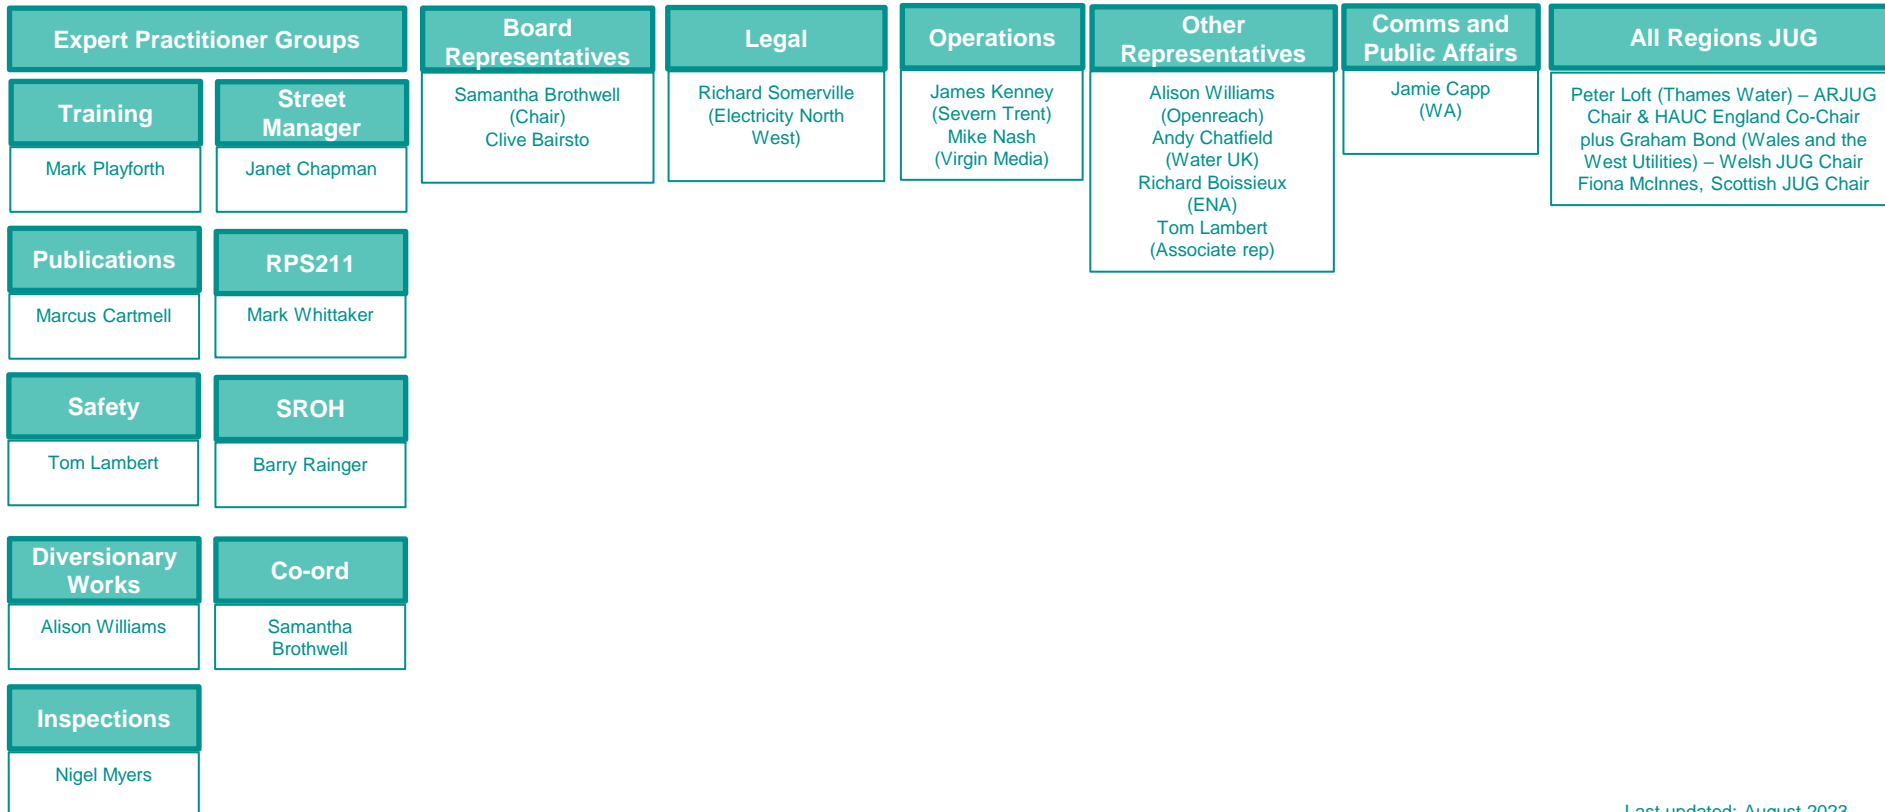 Expert Practitioner Groups
Training
Mark Playforth
Street
Manager
Janet Chapman
Publications
Marcus Cartmell
RPS211
Mark Whittaker
Safety
Tom Lambert
SROH
Barry Rainger
Diversionary
Works
Alison Williams
Co-ord
Samantha
Brothwell
Inspections
Nigel Myers
Board
Representatives
Samantha Brothwell
(Chair)
Clive Bairsto
Legal
Richard Somerville
(Electricity North
West)
Operations
James Kenney
(Severn Trent)
Mike Nash
(Virgin Media)
Other
Representatives
Alison Williams
(Openreach)
Andy Chatfield
(Water UK)
Richard Boissieux
(ENA)
Tom Lambert
(Associate rep)
Comms and
Public Affairs
Jamie Capp
(WA)
All Regions JUG
Peter Loft (Thames Water) – ARJUG
Chair & HAUC England Co-Chair
plus Graham Bond (Wales and the
West Utilities) – Welsh JUG Chair
Fiona McInnes, Scottish JUG Chair
Last updated: August 2023